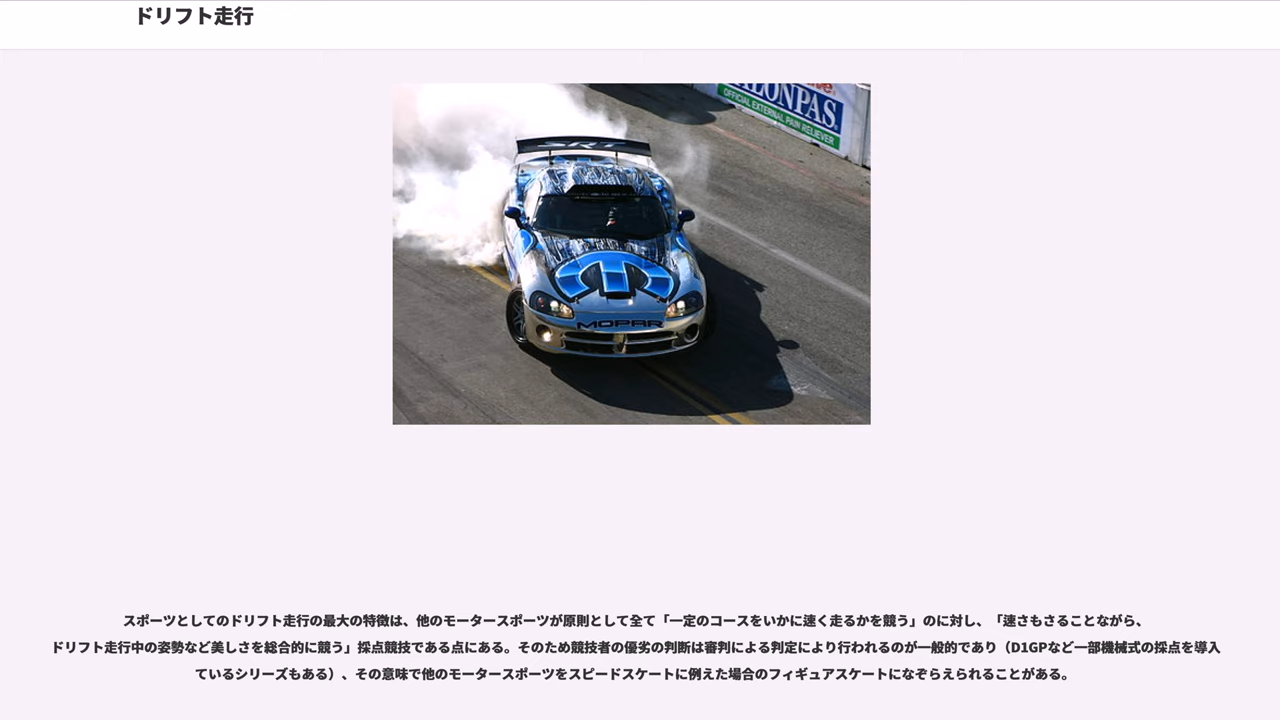 ドリフト走行
ALONPAS
OFFICIAL EXTERNAL PAIN RELIEVER
SRT
MOPAR
スポーツとしてのドリフト走行の最大の特徴は、他のモータースポーツが原則として全て「一定のコースをいかに速く走るかを競う」のに対し、「速さもさることながら、
ドリフト走行中の姿勢など美しさを総合的に競う」採点競技である点にある。そのため競技者の優劣の判断は審判による判定により行われるのが一般的であり（D1GPなど一部機械式の採点を導入
ているシリーズもある）、その意味で他のモータースポーツをスピードスケートに例えた場合のフィギュアスケートになぞらえられることがある。